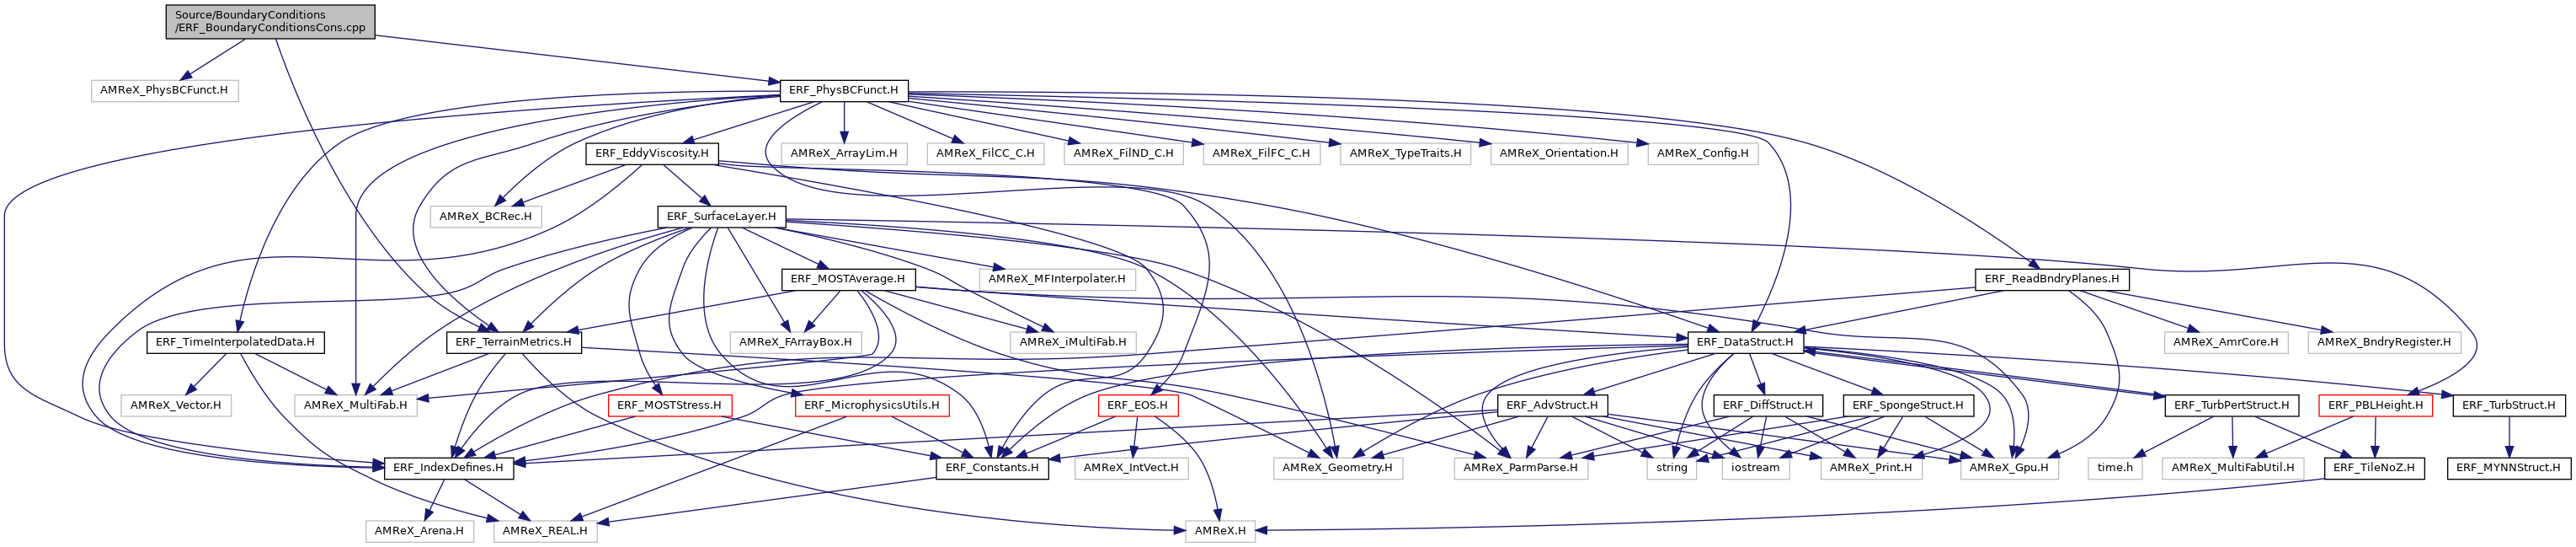 Source/BoundaryConditions
/ERF_BoundaryConditionsCons.cpp
AMReX_PhysBCFunct.H
ERF_PhysBCFunct.H
ERF_EddyViscosity.H
AMReX_ArrayLim.H
AMReX_FilCC_C.H
AMReX_FilND_C.H
AMReX_FilFC_C.H
AMReX_TypeTraits.H
AMReX_Orientation.H
AMReX_Config.H
AMReX_BCRec.H
ERF_SurfaceLayer.H
ERF_MOSTAverage.H
AMReX_MFInterpolater.H
ERF_ReadBndryPlanes.H
ERF_TimeInterpolatedData.H
ERF_TerrainMetrics.H
AMReX_FArrayBox.H
AMReX_iMultiFab.H
ERF_DataStruct.H
AMReX_AmrCore.H
AMReX_BndryRegister.H
AMReX_Vector.H
AMReX_MultiFab.H
ERF_MOSTStress.H
ERF_MicrophysicsUtils.H
ERF_EOS.H
ERF_AdvStruct.H
ERF_DiffStruct.H
ERF_SpongeStruct.H
ERF_TurbPertStruct.H
ERF_PBLHeight.H
ERF_TurbStruct.H
ERF_IndexDefines.H
ERF_Constants.H
AMReX_IntVect.H
AMReX_Geometry.H
AMReX_ParmParse.H
string
iostream
AMReX_Print.H
AMReX_Gpu.H
time.h
AMReX_MultiFabUtil.H
ERF_TileNoZ.H
ERF_MYNNStruct.H
AMReX_Arena.H
AMReX_REAL.H
AMReX.H